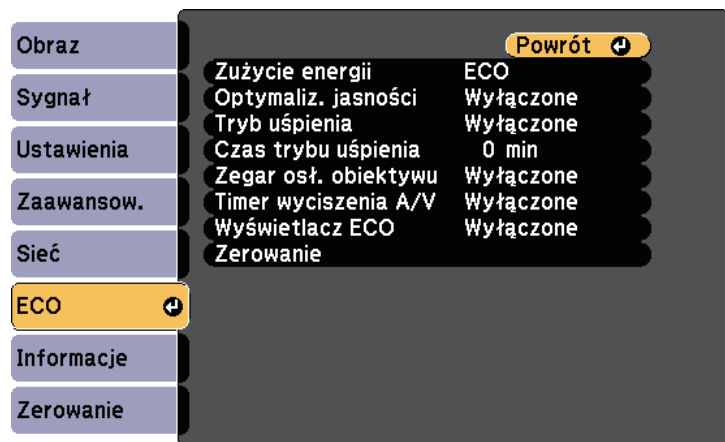 Obraz
Sygnał
Ustawienia
Zaawansow.
Sieć
ECO
Informacje
Zerowanie
Powrót
Zużycie energii ECO
Optymaliz. jasności Wyłączone
Tryb uśpienia Wyłączone
Czas trybu uśpienia 0 min
Zegar osł. obiektywu Wyłączone
Timer wyciszenia A/V Wyłączone
Wyświetlacz ECO Wyłączone
Zerowanie